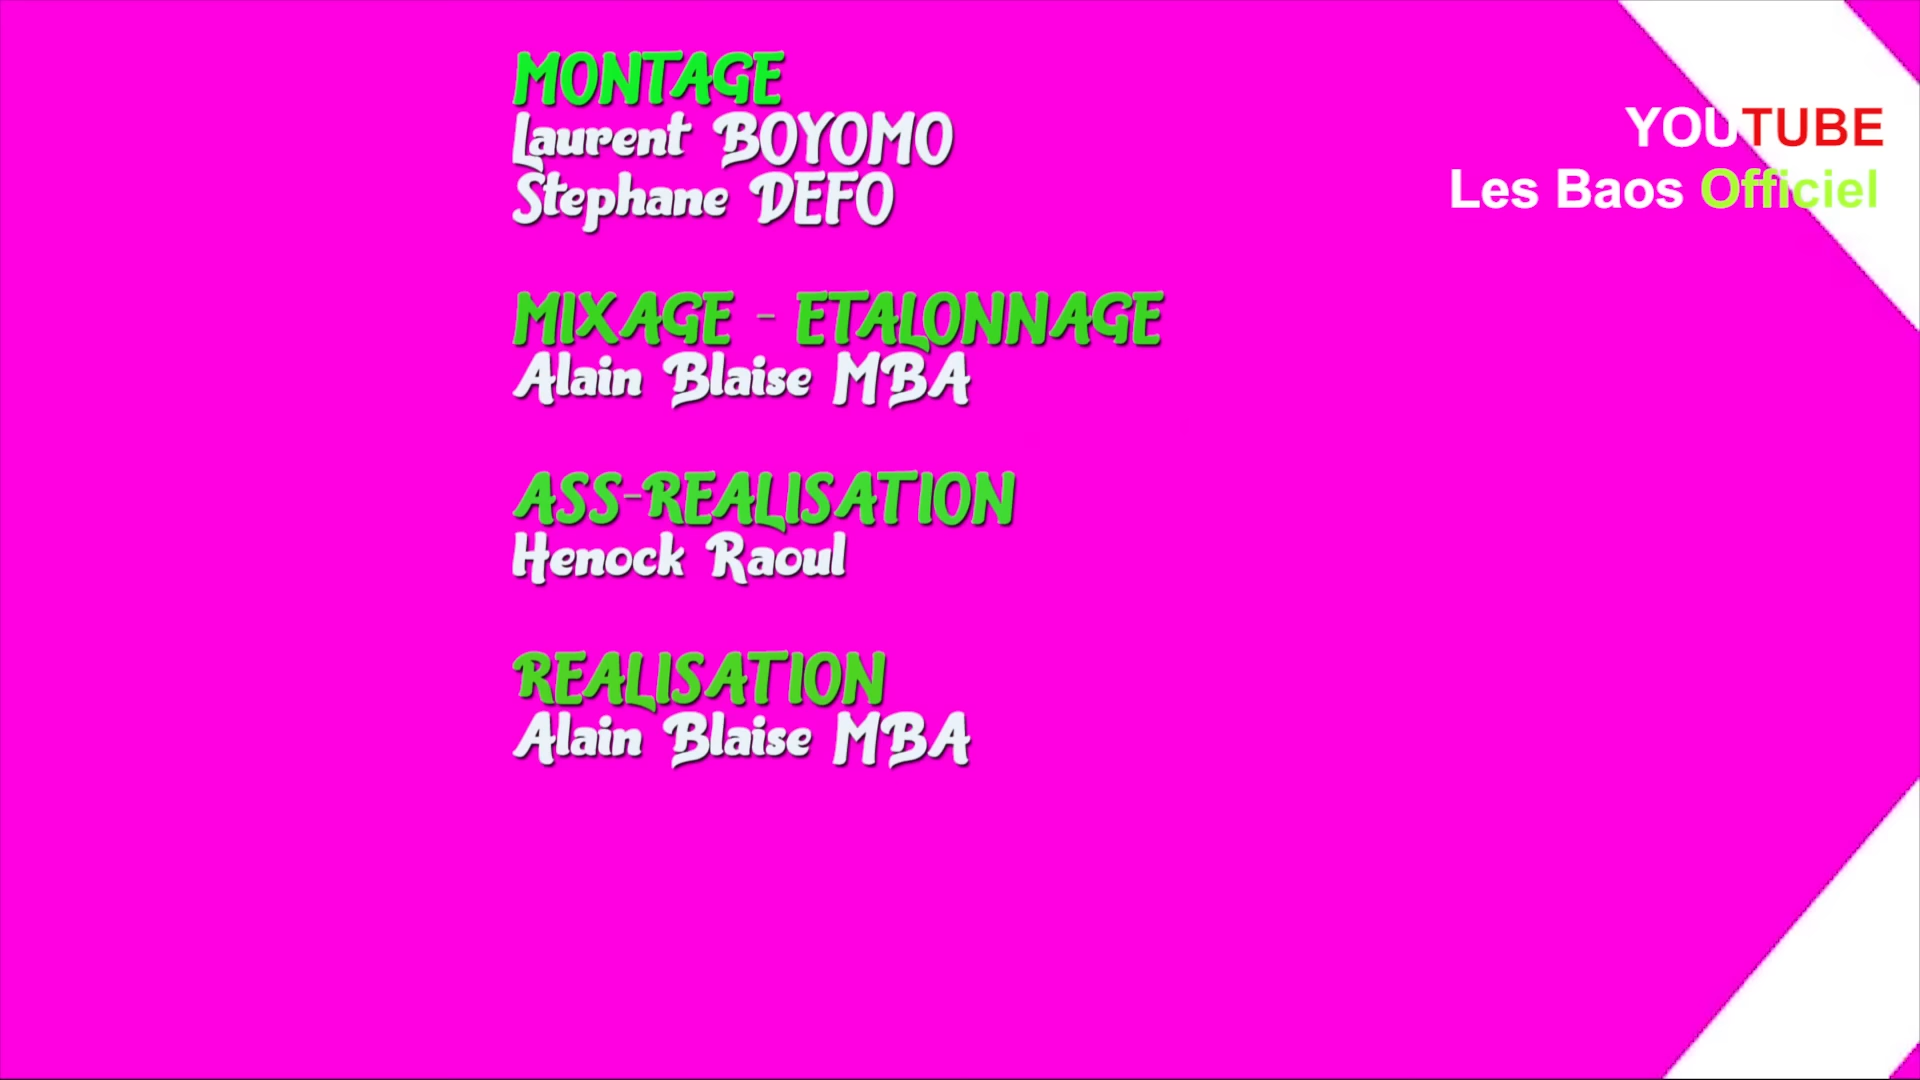 MONTAGE
Laurent BOYOMO
Stephane DEFO
MIXAGE - ETALONNAGE
Alain Blaise MBA
ASS-REALISATION
Henock Raoul
REALISATION
Alain Blaise MBA
YOUTUBE
Les Baos Officiel